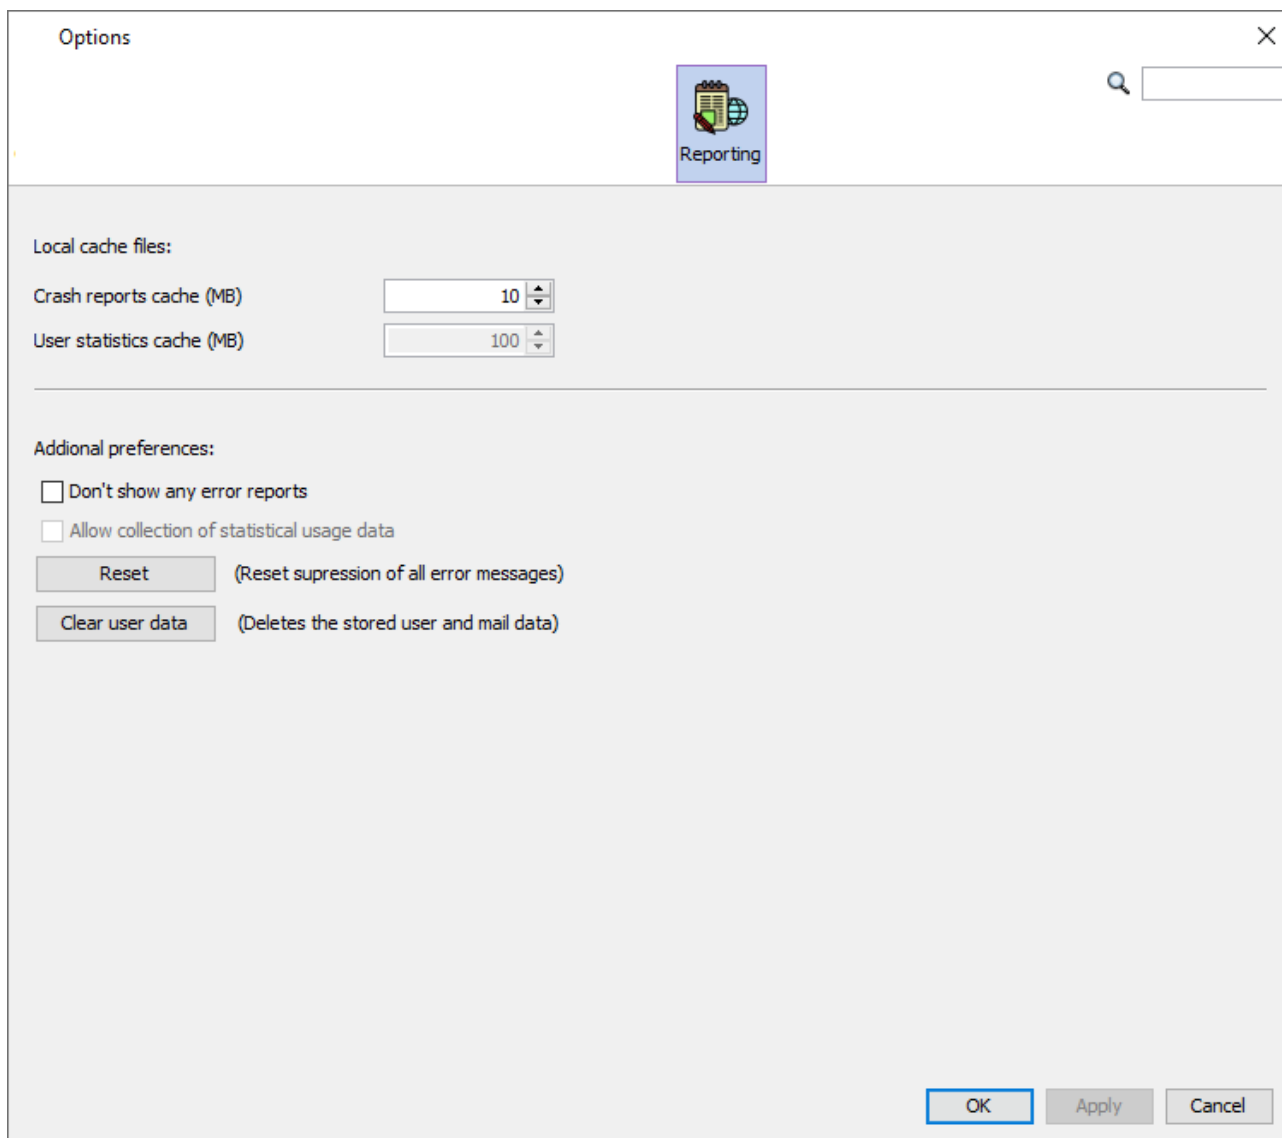 Options
Reporting
Local cache files:
Crash reports cache (MB) 10
User statistics cache (MB) 100
Addional preferences:
Don't show any error reports
Allow collection of statistical usage data
Reset (Reset supression of all error messages)
Clear user data (Deletes the stored user and mail data)
OK Apply Cancel